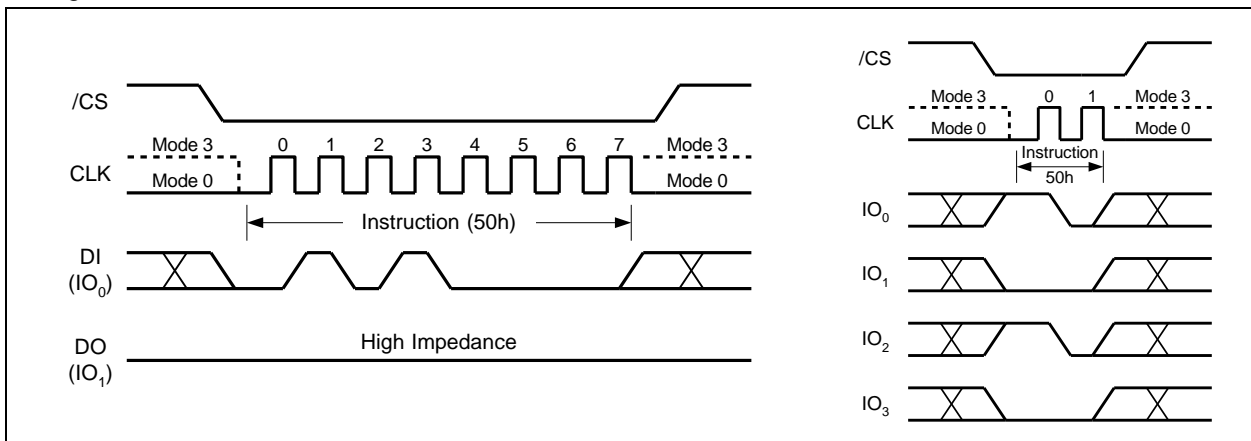 /CS
Mode 3
0 1 2 3 4 5 6 7
Mode 3
CLK
Mode 0
Mode 0
Instruction (50h)
DI
(IO0)
High Impedance
DO
(IO1)
/CS
Mode 3
0 1
Mode 3
CLK
Mode 0
Mode 0
Instruction
50h
IO0
IO1
IO2
IO3